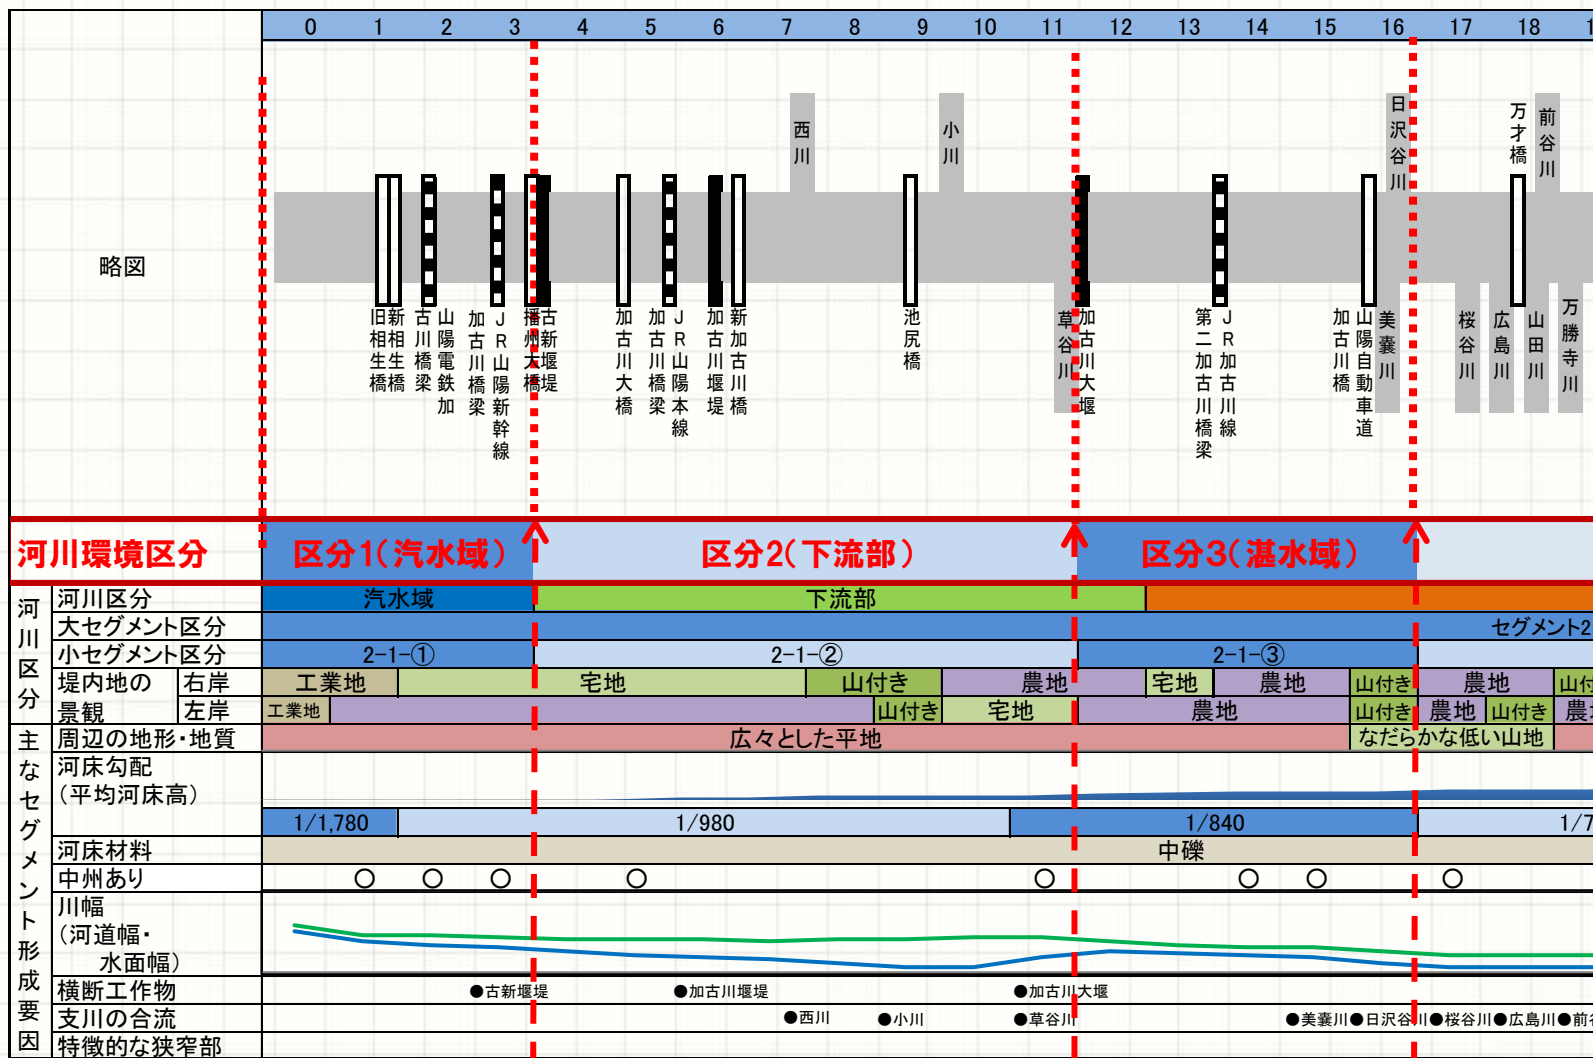 0 1 2 3 4 5 6 7 8 9 10 11 12 13 14 15 16 17 18 1
略図
西川
小川
日沢谷川
万才橋
前谷川
旧相生橋
新相生橋
古川橋梁
山陽電鉄加
加古川橋梁
JR山陽新幹線
播州大橋
古新堰堤
加古川大橋
加古川橋梁
JR山陽本線
加古川堰堤
新加古川橋
池尻橋
草谷川
加古川大堰
第二加古川橋梁
JR加古川線
加古川橋
山陽自動車道
美嚢川
桜谷川
広島川
山田川
万勝寺川
河川環境区分 区分1(汽水域) 区分2(下流部) 区分3(湛水域)
河川区分
河川区分 汽水域 下流部
大セグメント区分 セグメント2
小セグメント区分 2-1-① 2-1-② 2-1-③
堤内地の景観
右岸 工業地 宅地 山付き 農地 宅地 農地 山付き 農地 山付
左岸 工業地 山付き 宅地 農地 山付き 農地 山付き 農地
主なセグメント形成要因
周辺の地形・地質 広々とした平地 なだらかな低い山地
河床勾配
(平均河床高)
1/1,780 1/980 1/840 1/7
河床材料 中礫
中州あり ○ ○ ○ ○ ○ ○ ○ ○
川幅
(河道幅・
水面幅)
横断工作物 ●古新堰堤 ●加古川堰堤 ●加古川大堰
支川の合流 ●西川 ●小川 ●草谷川 ●美嚢川 ●日沢谷川 ●桜谷川 ●広島川 ●前谷
特徴的な狭窄部